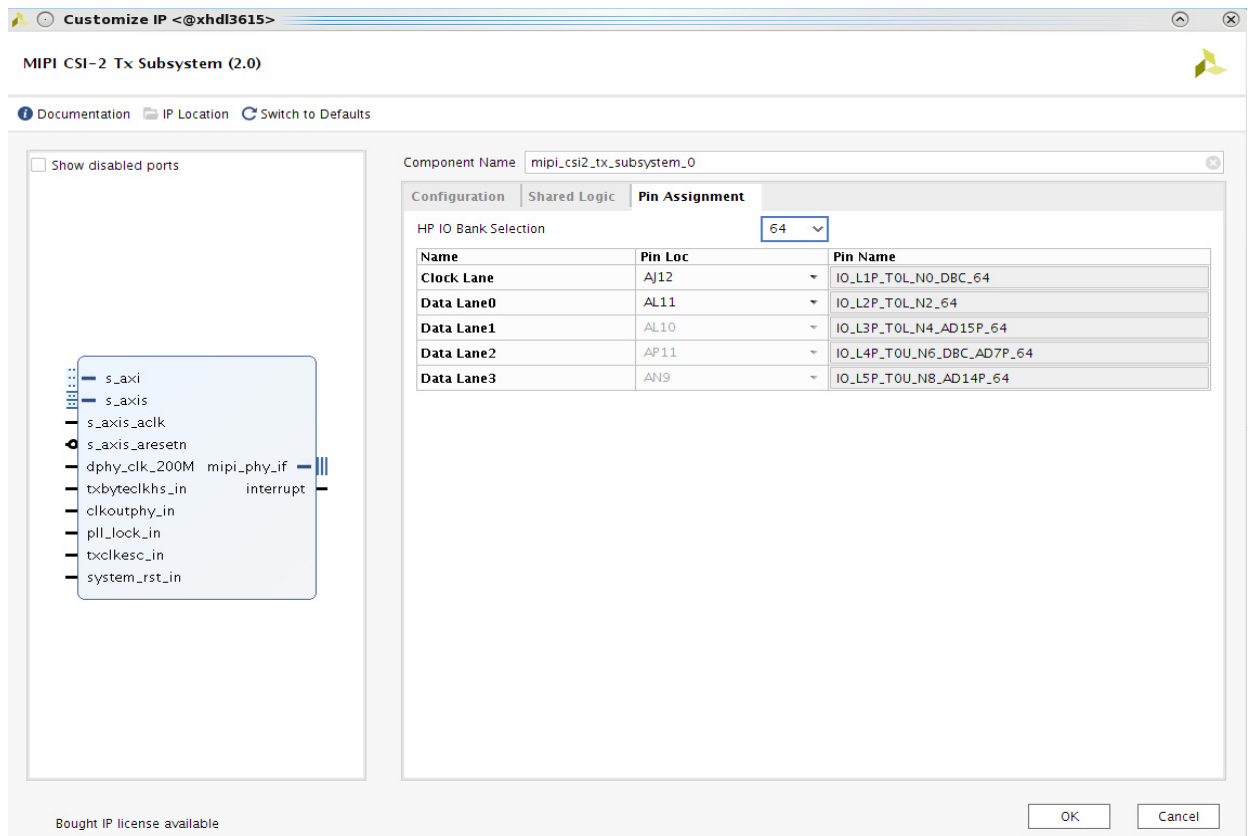 Customize IP <@xhdl3615>
MIPI CSI-2 Tx Subsystem (2.0)
Documentation IP Location Switch to Defaults
Show disabled ports
s_axi
s_axis
s_axis_aclk
s_axis_aresetn
dphy_clk_200M mipi_phy_if
txbyteclkhs_in interrupt
clkoutphy_in
pll_lock_in
txclkesc_in
system_rst_in
Component Name mipi_csi2_tx_subsystem_0
Configuration Shared Logic Pin Assignment
HP IO Bank Selection 64
Name Pin Loc Pin Name
Clock Lane AJ12 IO_L1P_T0L_N0_DBC_64
Data Lane0 AL11 IO_L2P_T0L_N2_64
Data Lane1 AL10 IO_L3P_T0L_N4_AD15P_64
Data Lane2 AP11 IO_L4P_T0U_N6_DBC_AD7P_64
Data Lane3 AN9 IO_L5P_T0U_N8_AD14P_64
Bought IP license available
OK Cancel